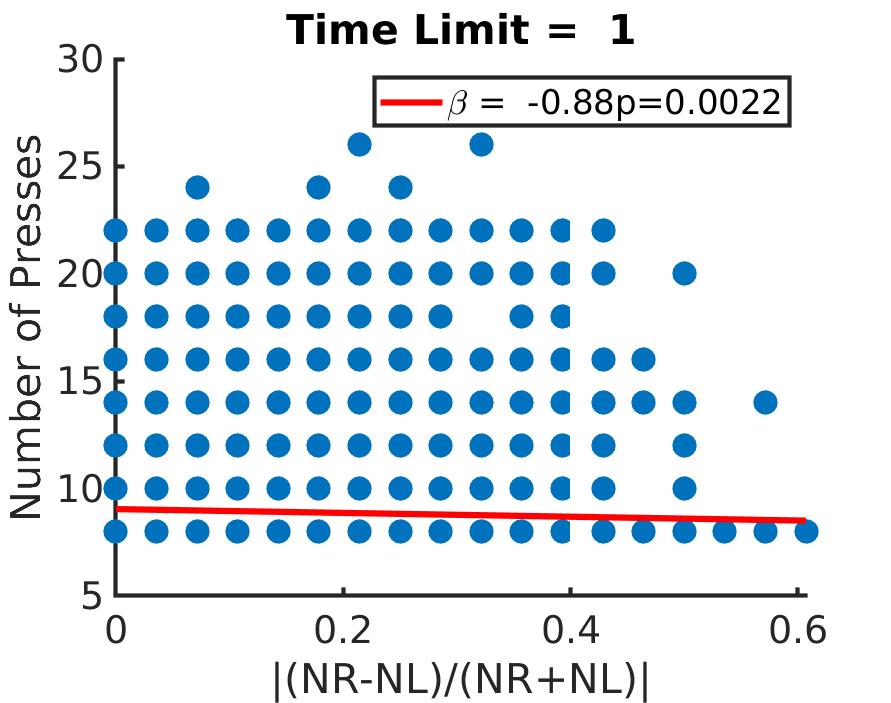 Time Limit = 1
30
β = -0.88p=0.0022
25
20
15
10
5
Number of Presses
0 0.2 0.4 0.6
|(NR-NL)/(NR+NL)|